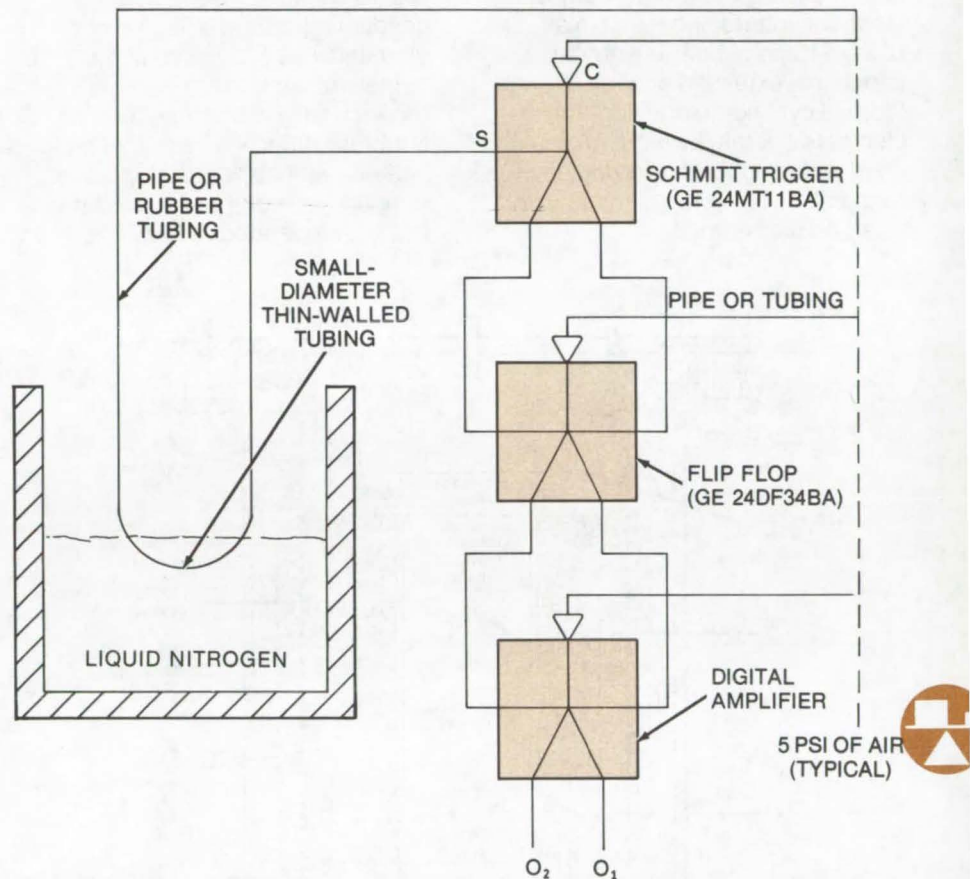 C
S
SCHMITT TRIGGER
(GE 24MT11BA)
PIPE OR
RUBBER
TUBING
SMALL-
DIAMETER
THIN-WALLED
TUBING
PIPE OR TUBING
FLIP FLOP
(GE 24DF34BA)
LIQUID NITROGEN
DIGITAL
AMPLIFIER
5 PSI OF AIR
(TYPICAL)
O₂ O₁